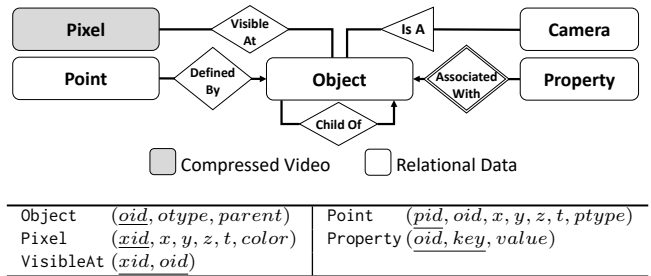 Pixel
Visible
At
Is A
Camera
Point
Defined
By
Object
Associated
With
Property
Child Of
Compressed Video
Relational Data
Object (oid, otype, parent)
Point (pid, oid, x, y, z, t, ptype)
Pixel (xid, x, y, z, t, color)
Property (oid, key, value)
VisibleAt (xid, oid)